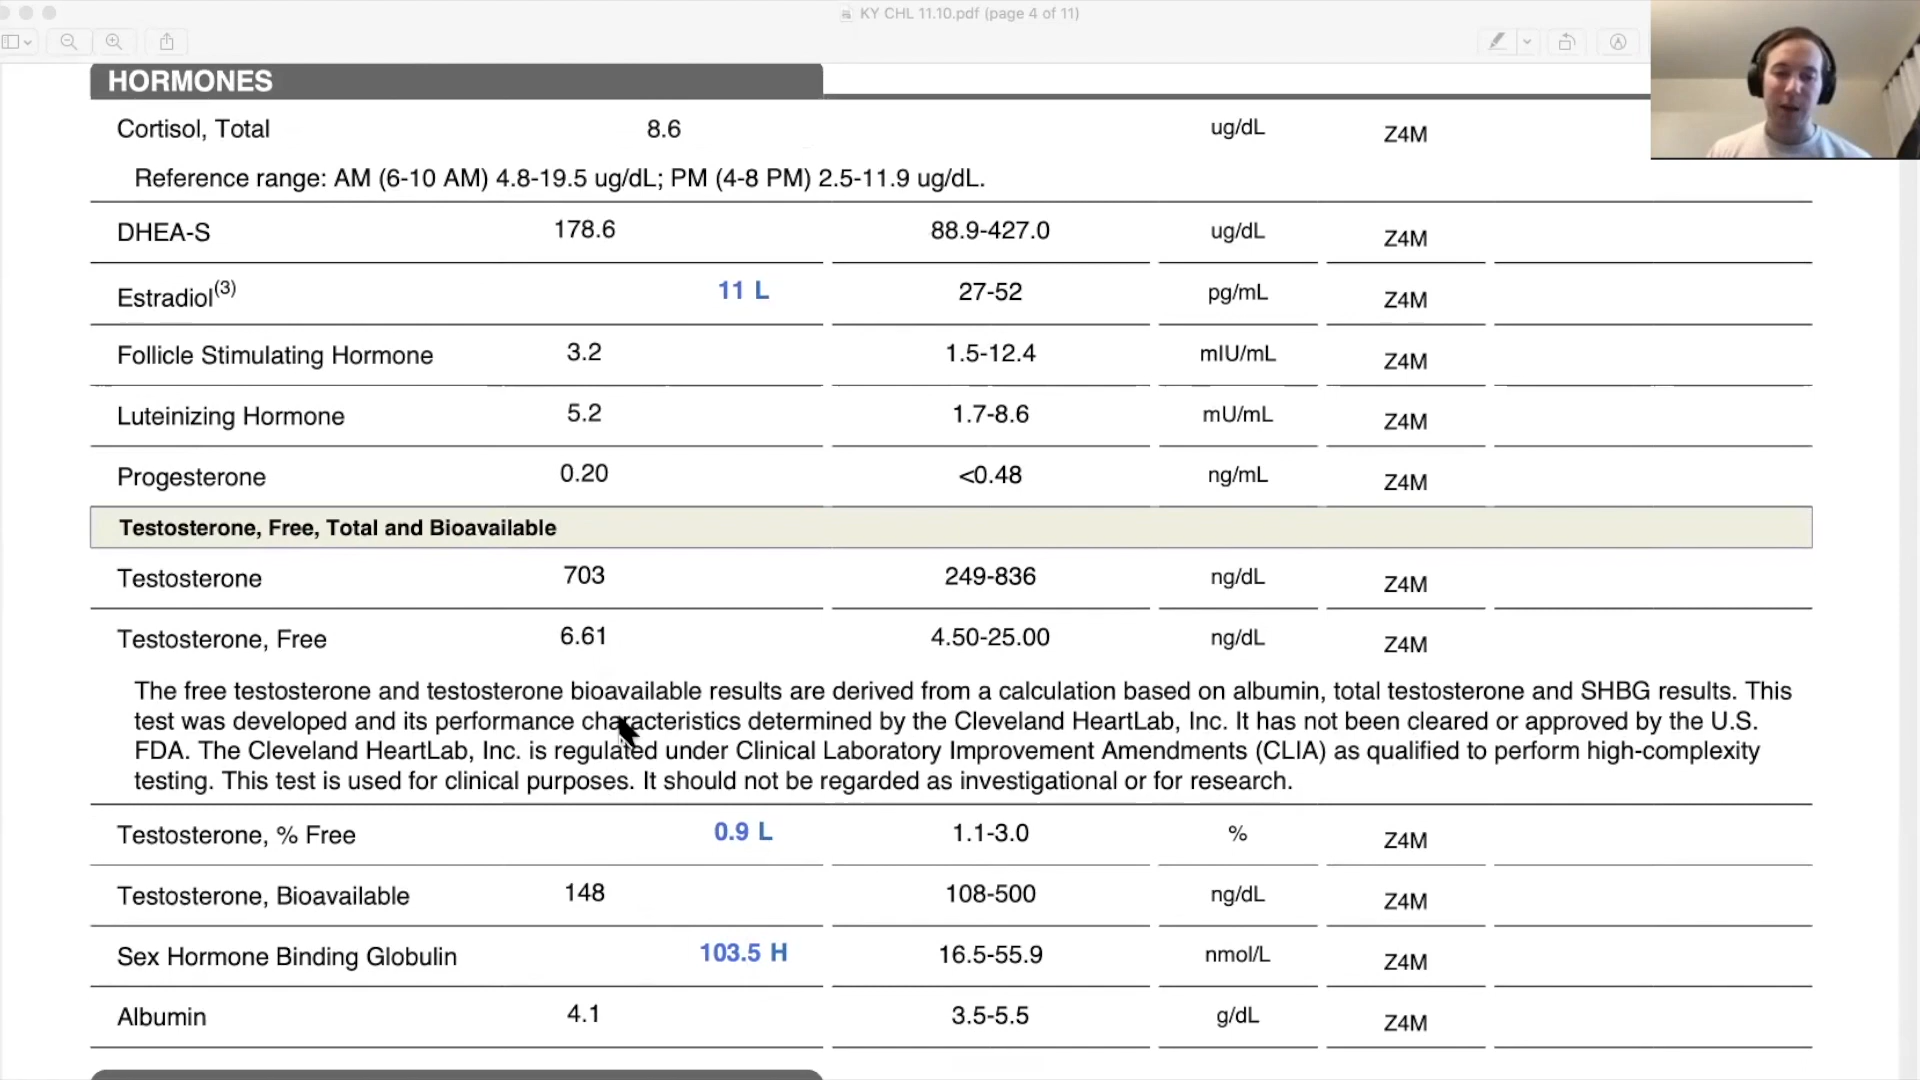 KY CHL 11.10.pdf (page 4 of 11)
HORMONES
Cortisol, Total 8.6 ug/dL Z4M
Reference range: AM (6-10 AM) 4.8-19.5 ug/dL; PM (4-8 PM) 2.5-11.9 ug/dL.
DHEA-S 178.6 88.9-427.0 ug/dL Z4M
Estradiol(3) 11 L 27-52 pg/mL Z4M
Follicle Stimulating Hormone 3.2 1.5-12.4 mIU/mL Z4M
Luteinizing Hormone 5.2 1.7-8.6 mU/mL Z4M
Progesterone 0.20 <0.48 ng/mL Z4M
Testosterone, Free, Total and Bioavailable
Testosterone 703 249-836 ng/dL Z4M
Testosterone, Free 6.61 4.50-25.00 ng/dL Z4M
The free testosterone and testosterone bioavailable results are derived from a calculation based on albumin, total testosterone and SHBG results. This
test was developed and its performance characteristics determined by the Cleveland HeartLab, Inc. It has not been cleared or approved by the U.S.
FDA. The Cleveland HeartLab, Inc. is regulated under Clinical Laboratory Improvement Amendments (CLIA) as qualified to perform high-complexity
testing. This test is used for clinical purposes. It should not be regarded as investigational or for research.
Testosterone, % Free 0.9 L 1.1-3.0 % Z4M
Testosterone, Bioavailable 148 108-500 ng/dL Z4M
Sex Hormone Binding Globulin 103.5 H 16.5-55.9 nmol/L Z4M
Albumin 4.1 3.5-5.5 g/dL Z4M